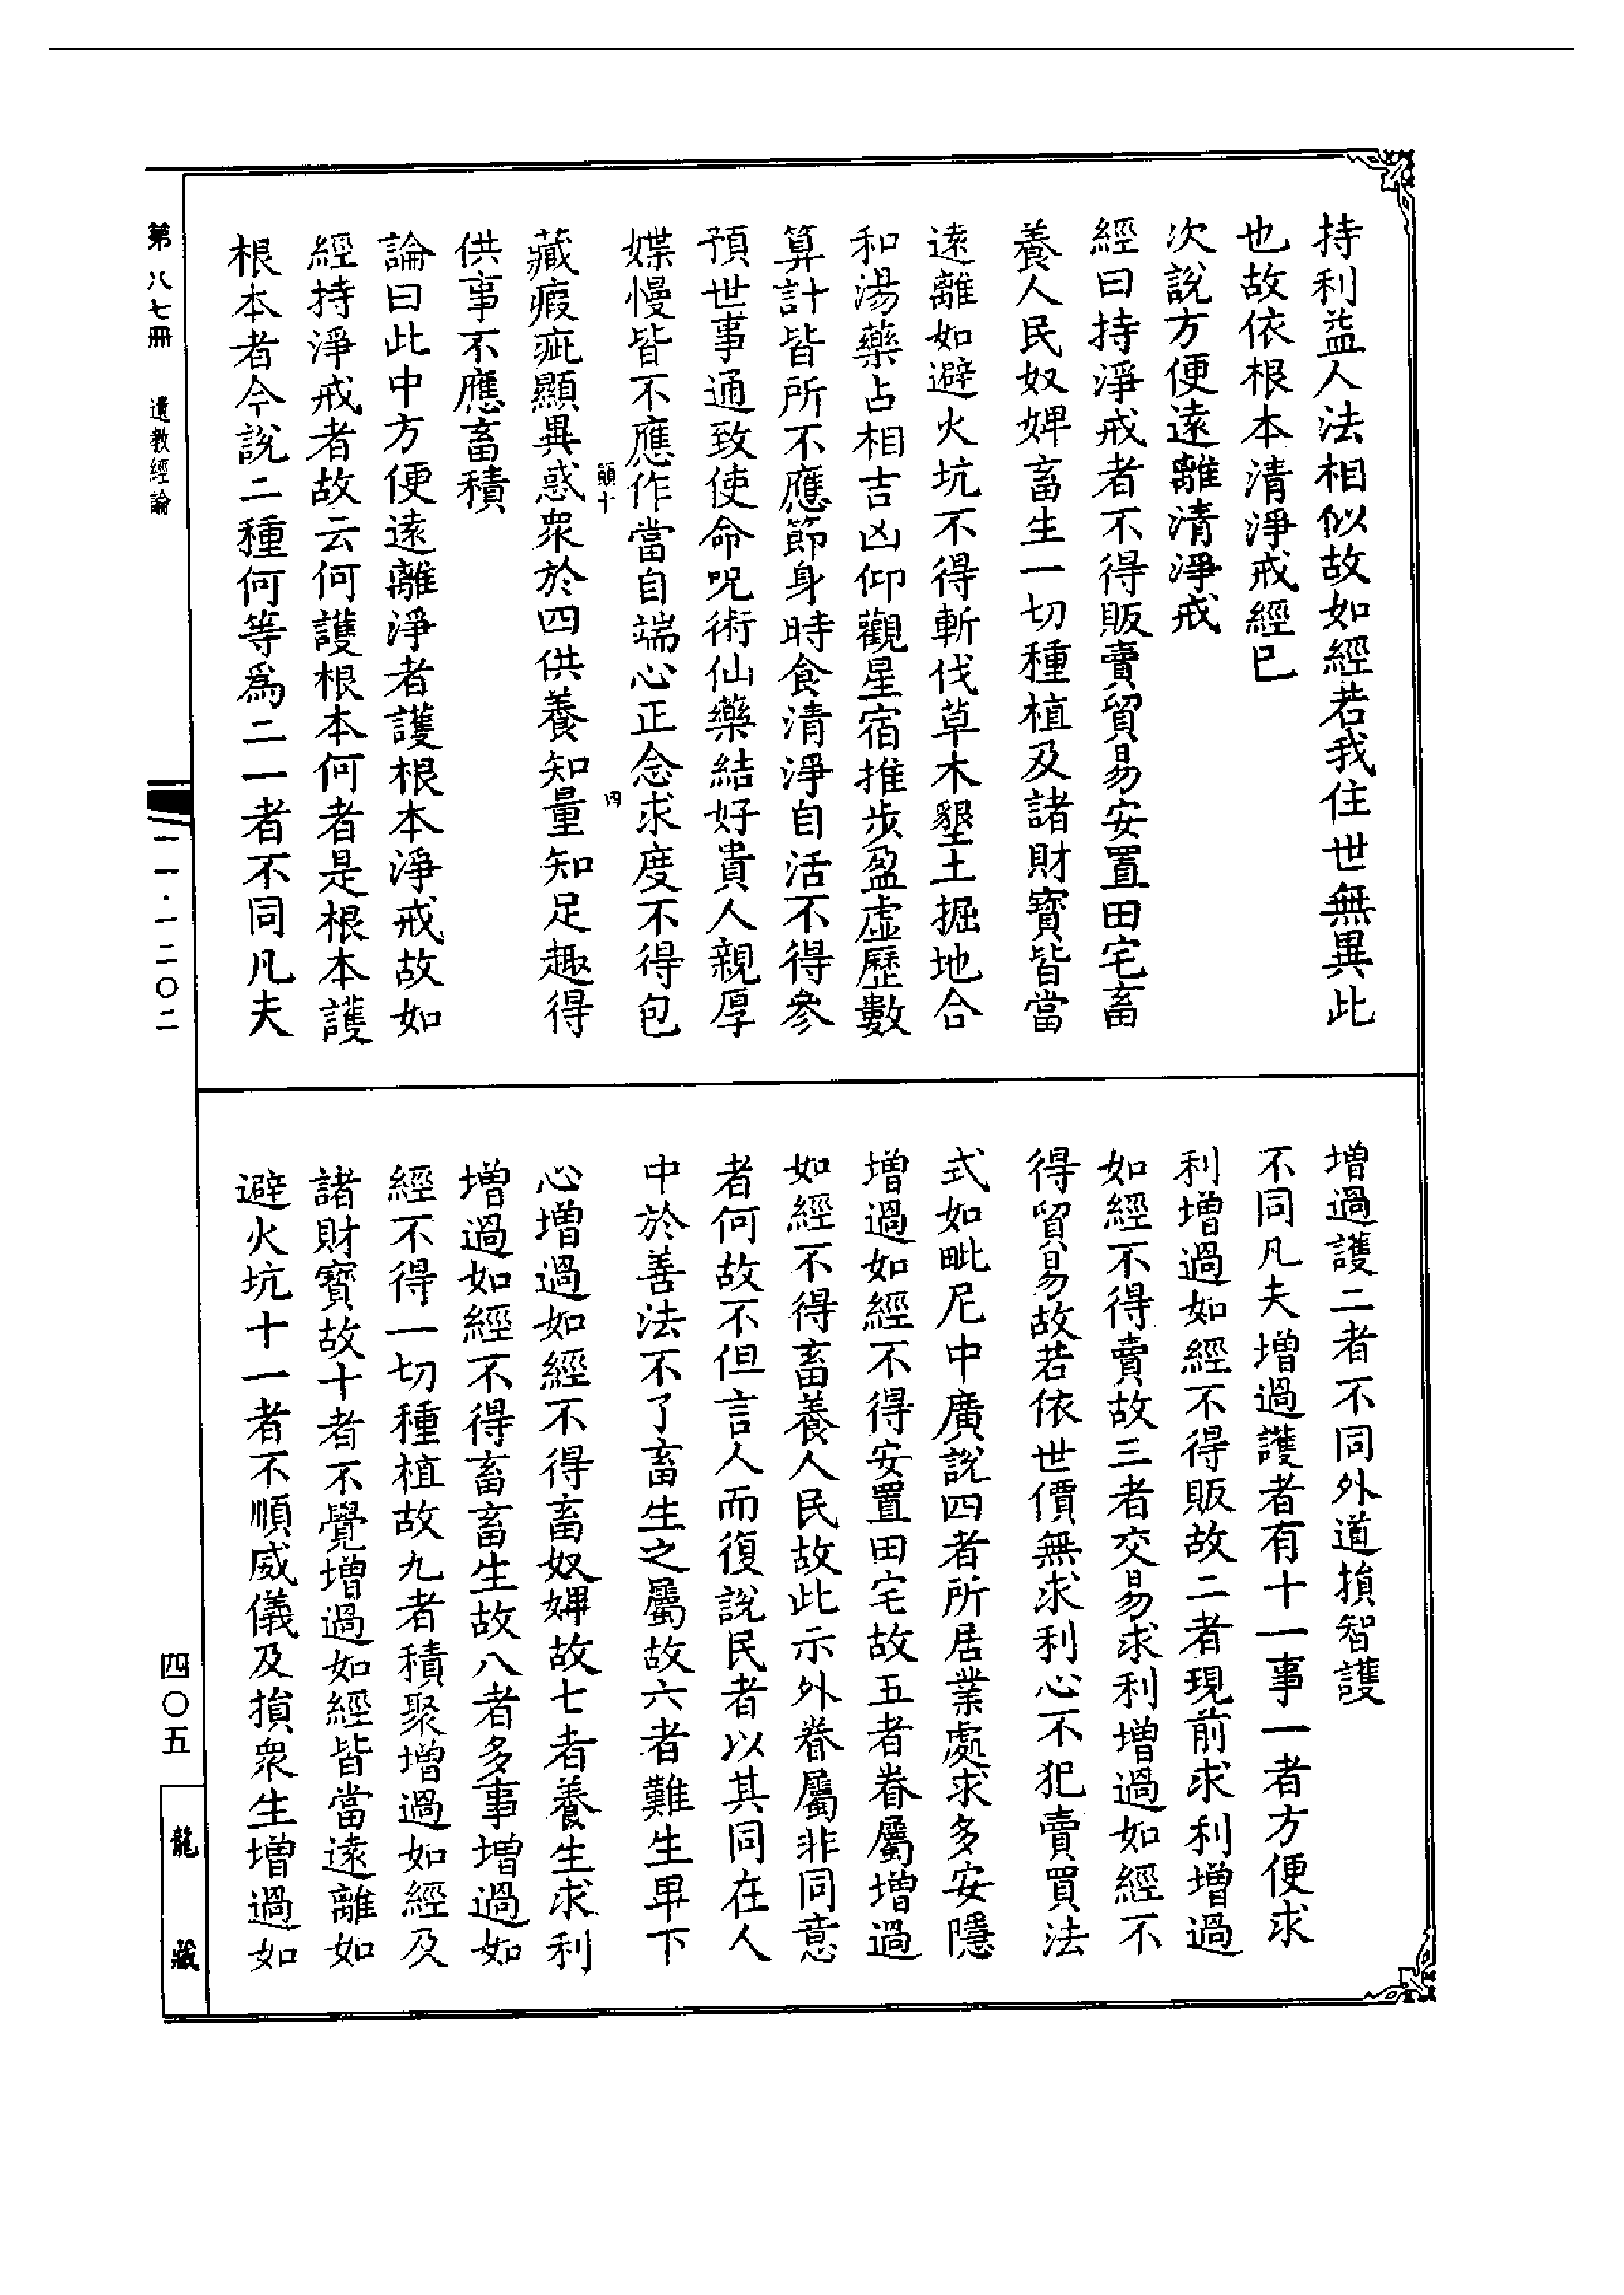 持利益人法相似故如經若我住世無異此
也故依根本清淨戒經已
次說方便遠離清淨戒
經曰持淨戒者不得販賣貿易安置田宅畜
養人民奴婢畜生一切種植及諸財寶皆當
遠離如避火坑不得斬伐草木墾土掘地合
和湯藥占相吉凶仰觀星宿推步盈虛歷數
算計皆所不應節身時食清淨自活不得參
預世事通致使命呪術仙藥結好貴人親厚
媟慢皆不應作當自端心正念求度不得包
顯十
四
藏瘕疵顯異惑衆於四供養知量知足趣得
供事不應畜積
論曰此中方便遠離淨者護根本淨戒故如
經持淨戒者故云何護根本何者是根本護
根本者今說二種何等爲二一者不同凡夫
增過護二者不同外道損智護
不同凡夫增過護者有十一事一者方便求
利增過如經不得販故二者現前求利增過
如經不得賣故三者交易求利增過如經不
得貿易故若依世價無求利心不犯賣買法
式如毗尼中廣說四者所居業處求多安隱
增過如經不得安置田宅故五者眷屬增過
如經不得畜養人民故此示外眷屬非同意
者何故不但言人而復說民者以其同在人
中於善法不了畜生之屬故六者難生卑下
心增過如經不得畜奴婢故七者養生求利
增過如經不得畜畜生故八者多事增過如
經不得一切種植故九者積聚增過如經及
諸財寶故十者不覺增過如經皆當遠離如
避火坑十一者不順威儀及損衆生增過如
第八七冊 遺教經論
一一·一二〇二
四〇五
龍藏